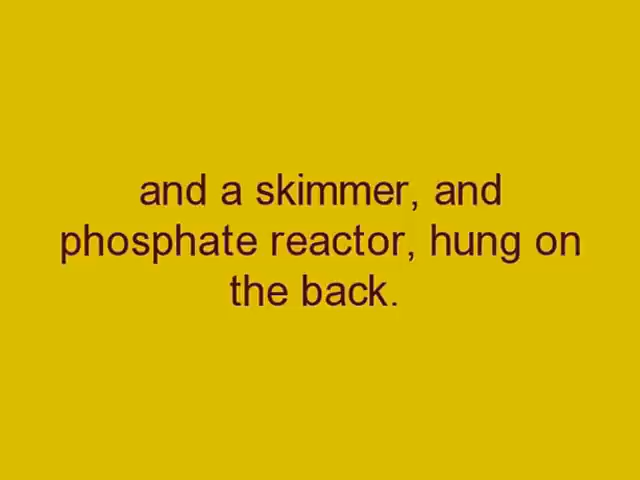 and a skimmer, and
phosphate reactor, hung on
the back.